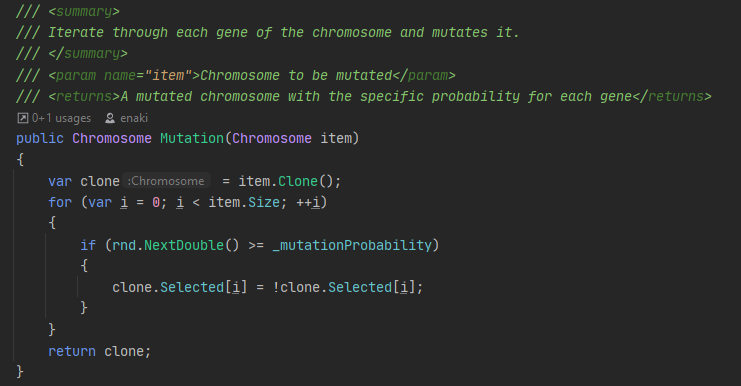 /// <summary>
/// Iterate through each gene of the chromosome and mutates it.
/// </summary>
/// <param name="item">Chromosome to be mutated</param>
/// <returns>A mutated chromosome with the specific probability for each gene</returns>
0+1 usages enaki
public Chromosome Mutation(Chromosome item)
{
var clone :Chromosome = item.Clone();
for (var i = 0; i < item.Size; ++i)
{
if (rnd.NextDouble() >= _mutationProbability)
{
clone.Selected[i] = !clone.Selected[i];
}
}
return clone;
}